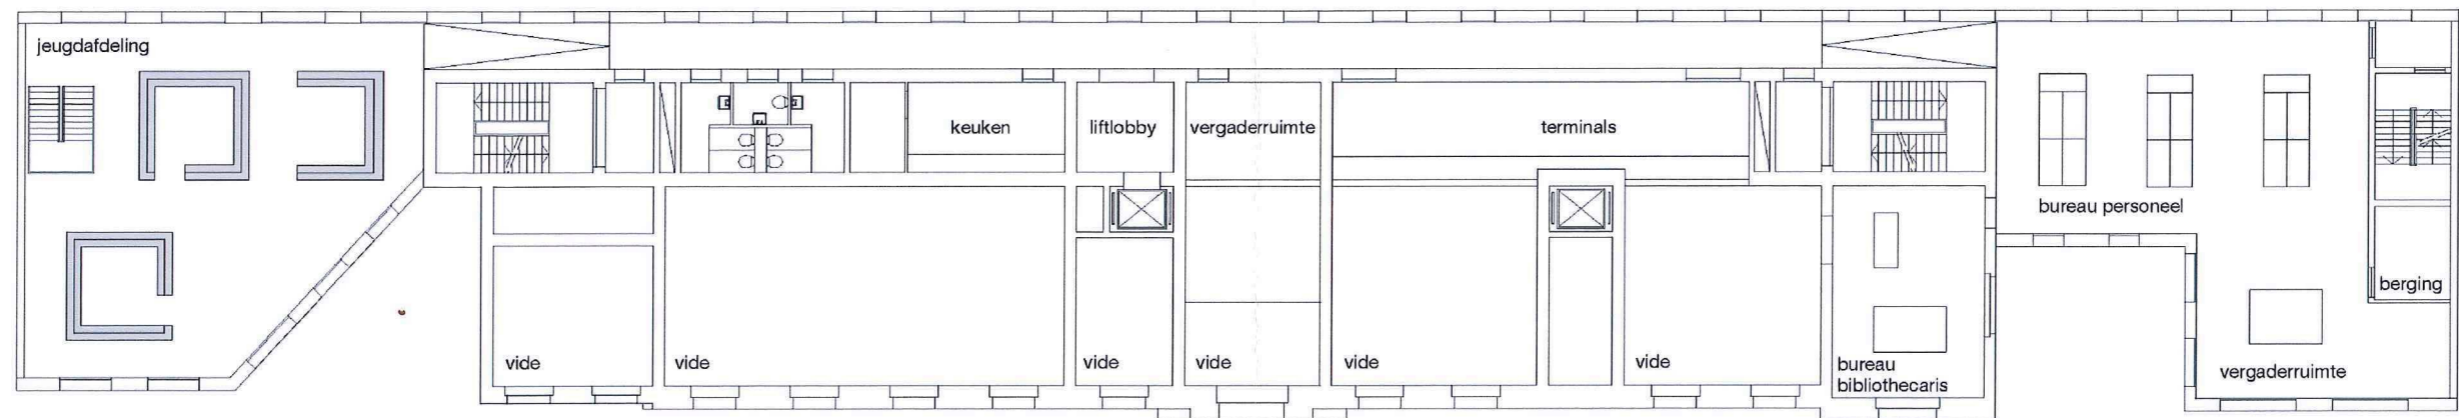 jeugdafdeling
keuken
liftlobby
vergaderruimte
terminals
bureau personeel
berging
vide
vide
vide
vide
vide
vide
bureau
bibliothecaris
vergaderruimte